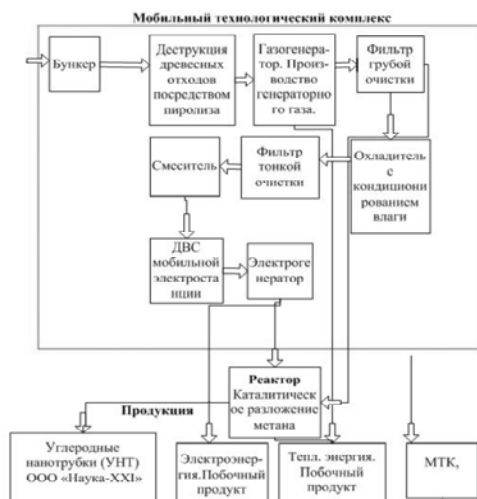 Мобильный технологический комплекс
Бункер
Деструкция
древесных
отходов
посредством
пиролиза
Газогенера
тор. Произ-
водство
генераторно
го газа.
Фильтр
грубой
очистки
Смеситель
Фильтр
тонкой
очистки
Охладитель
с
кондициони
рованием
влаги
ДВС
мобильной
электроста
нции
Электроге
нератор
Реактор
Каталитическ
ое разложение
метана
Продукция
Углеродные
нанотрубки (УНТ)
ООО «Наука-XXI»
Электроэнер-
гия.Побочный
продукт
Тепл. энергия.
Побочный
продукт
МТК,